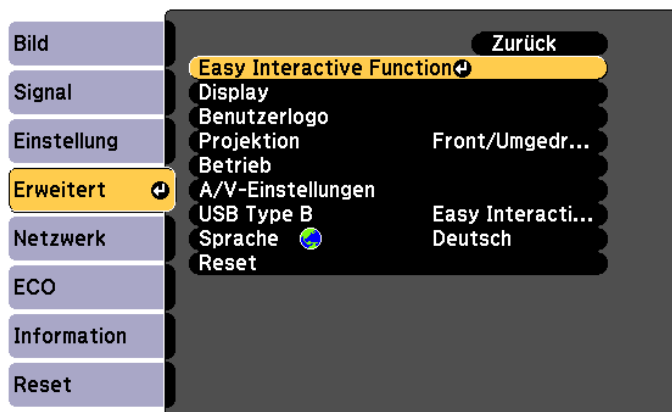 Bild
Signal
Einstellung
Erweitert
Netzwerk
ECO
Information
Reset
Zurück
Easy Interactive Function
Display
Benutzerlogo
Projektion Front/Umgedr...
Betrieb
A/V-Einstellungen
USB Type B Easy Interacti...
Sprache Deutsch
Reset